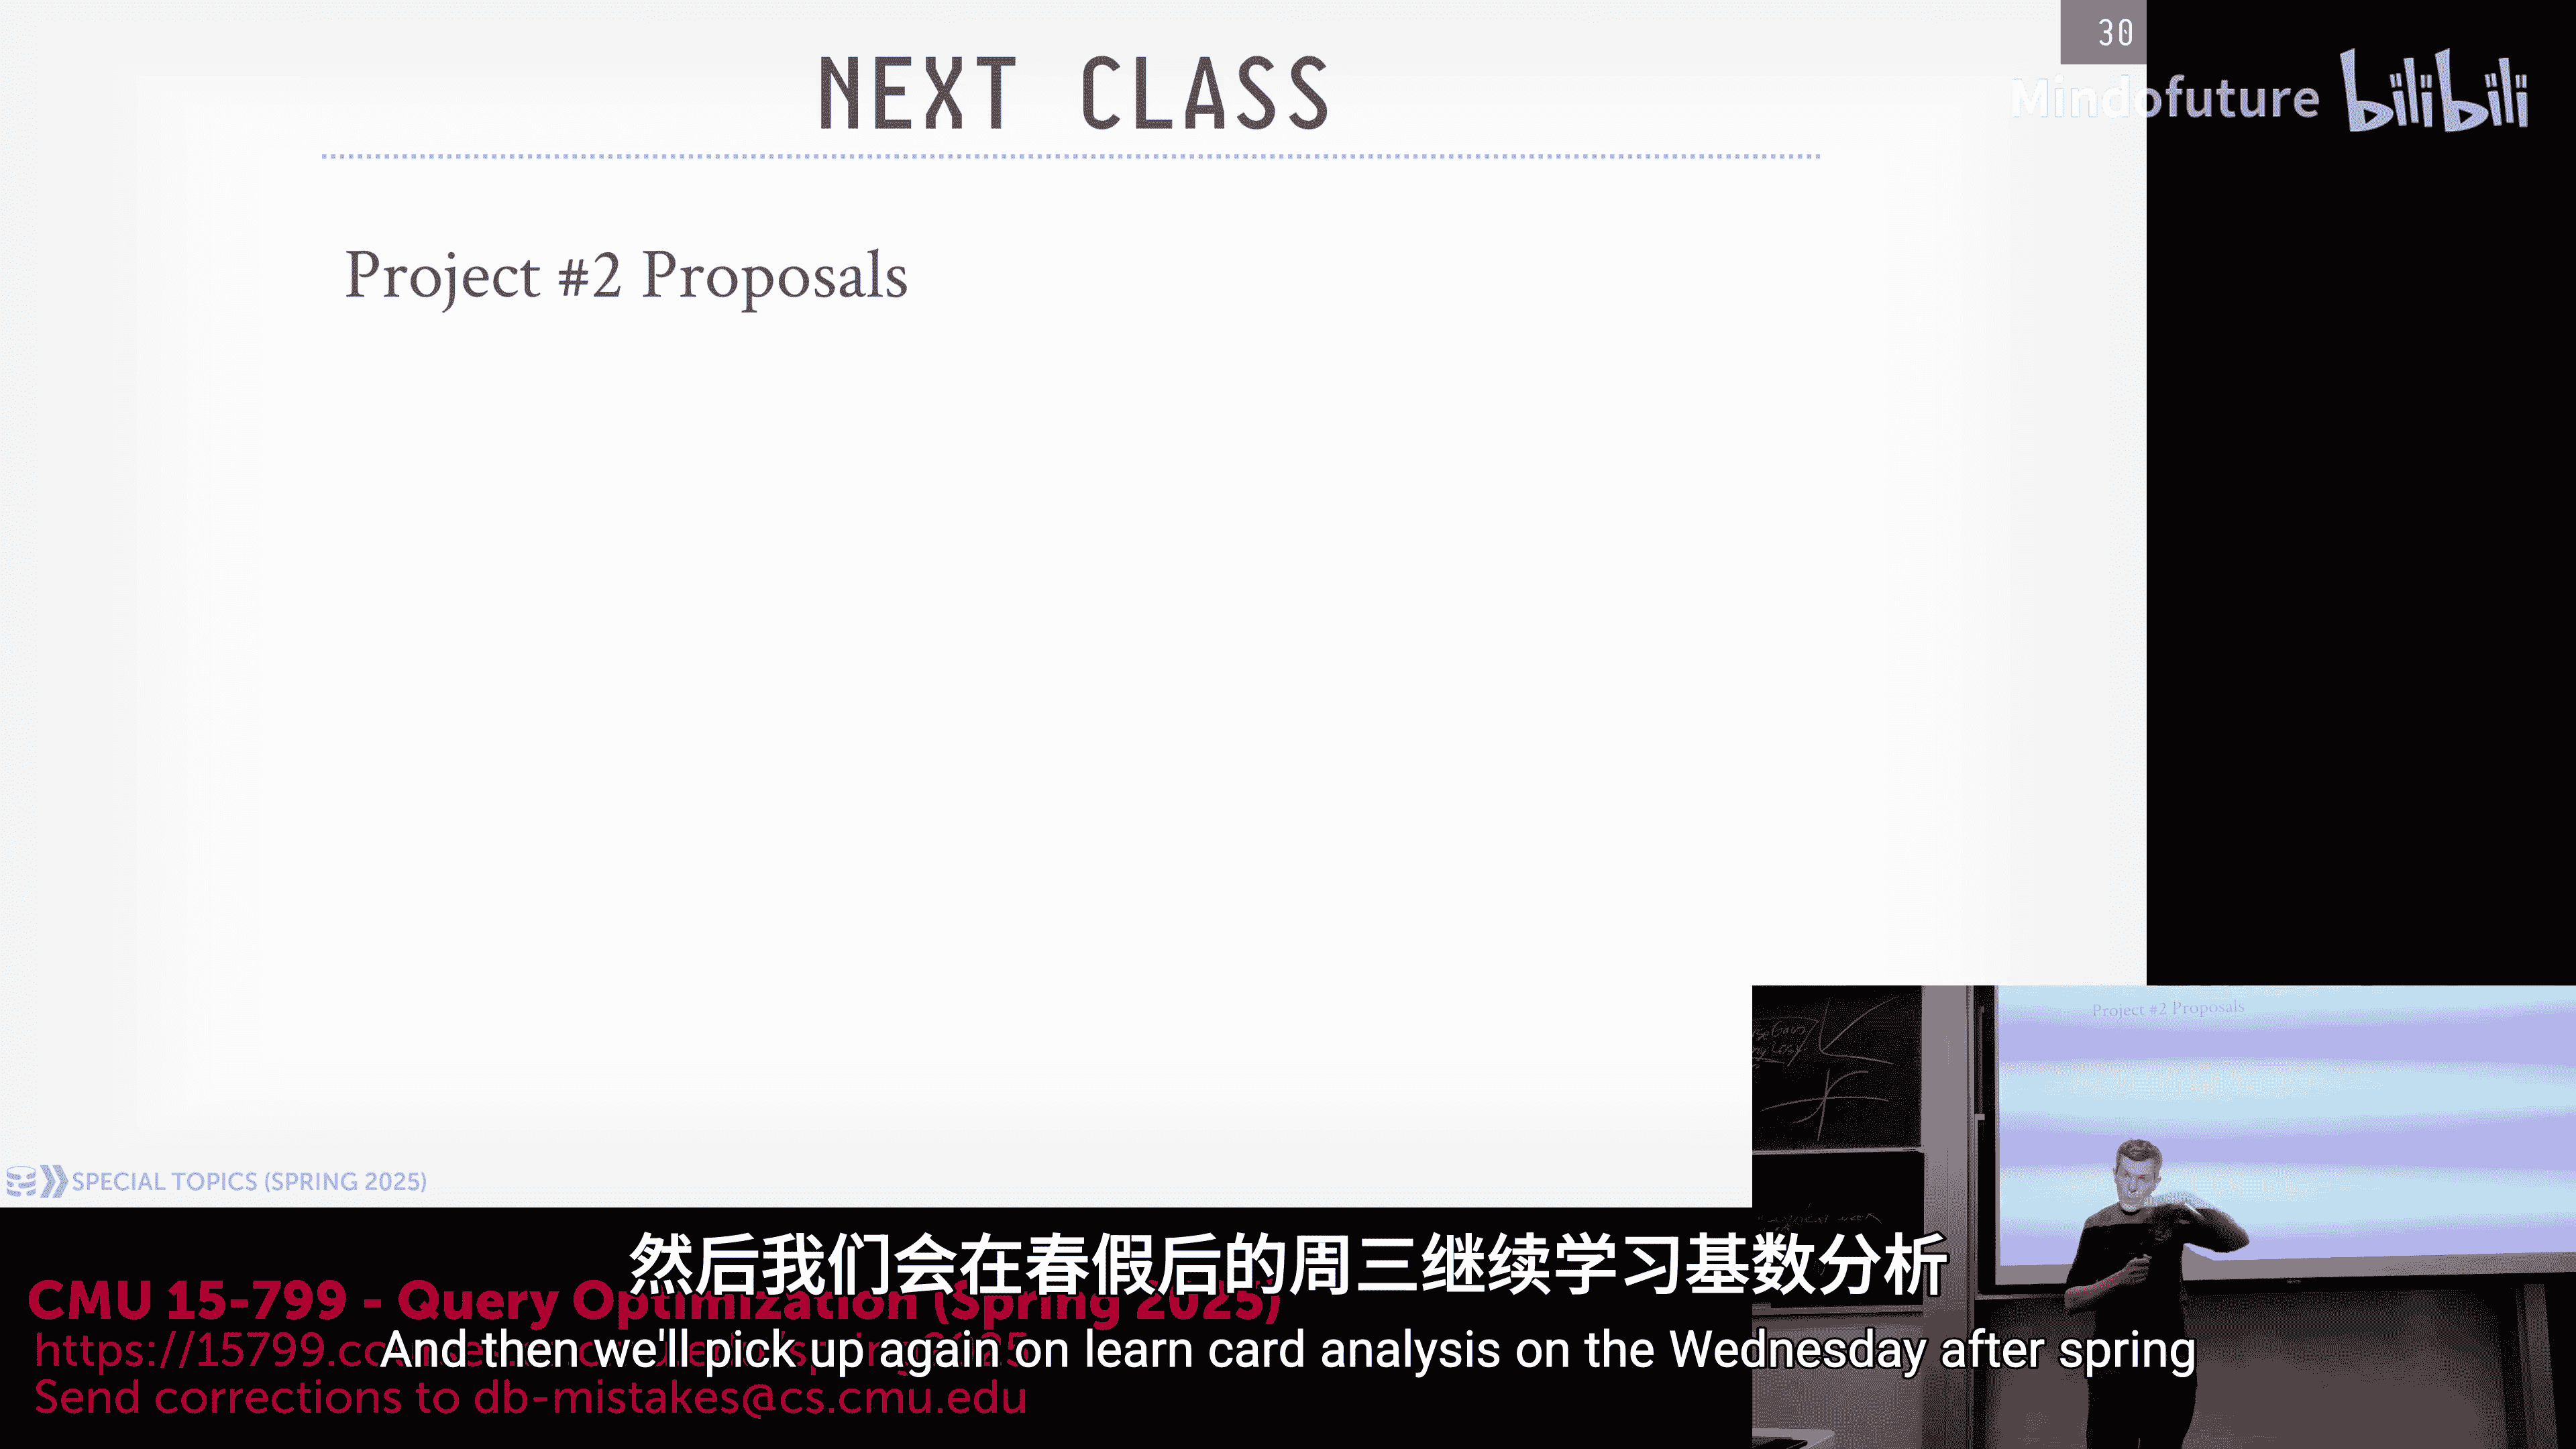 30
NEXT CLASS
Mindofuture bilibili
Project #2 Proposals
Project #2 Proposals
SPECIAL TOPICS (SPRING 2025)
然后我们会在春假后的周三继续学习基数分析
CMU 15-799 - Query Optimization (Spring 2025)
And then we'll pick up again on learn card analysis on the Wednesday after spring
Send corrections to db-mistakes@cs.cmu.edu